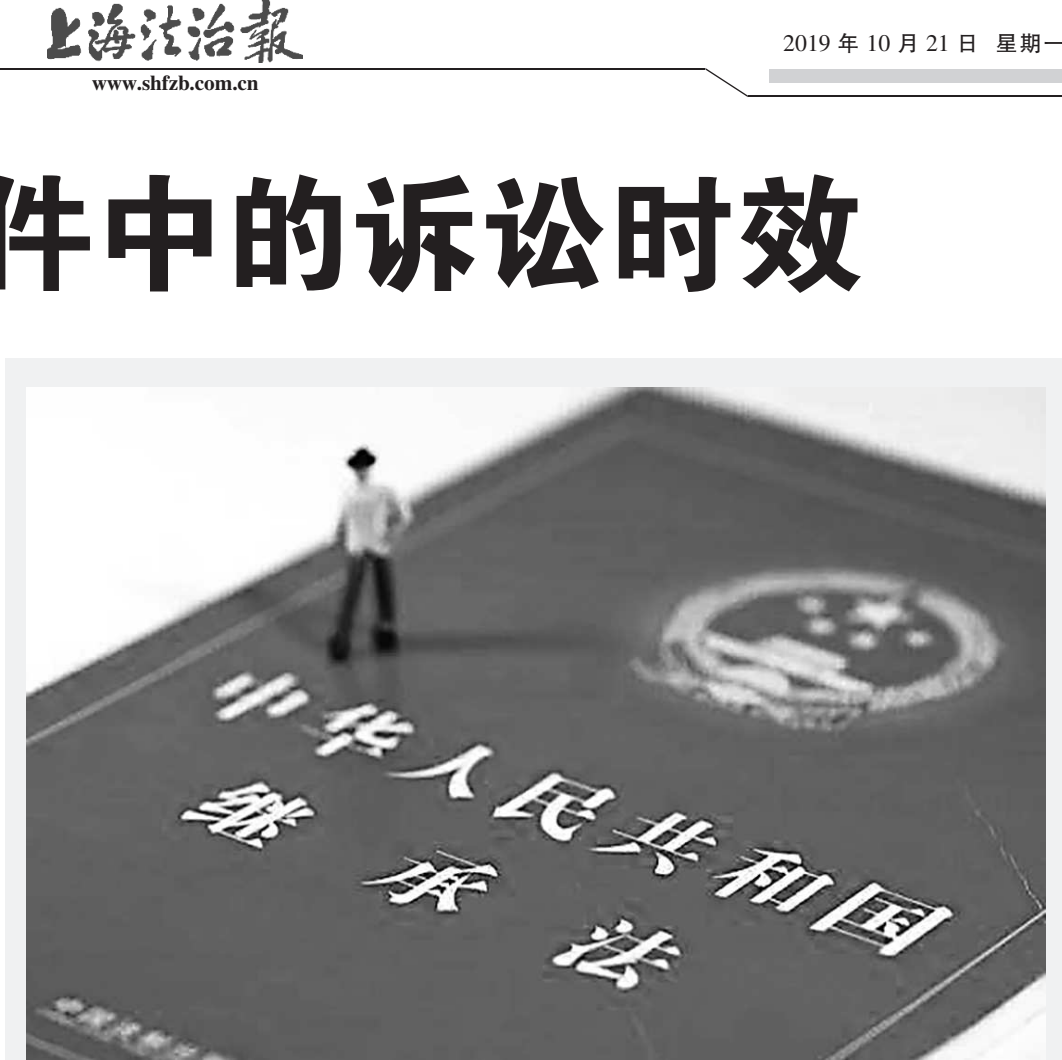 上海法治報
www.shfzb.com.cn
2019 年 10 月 21 日 星期一
件中的诉讼时效
中华人民共和国
继承法